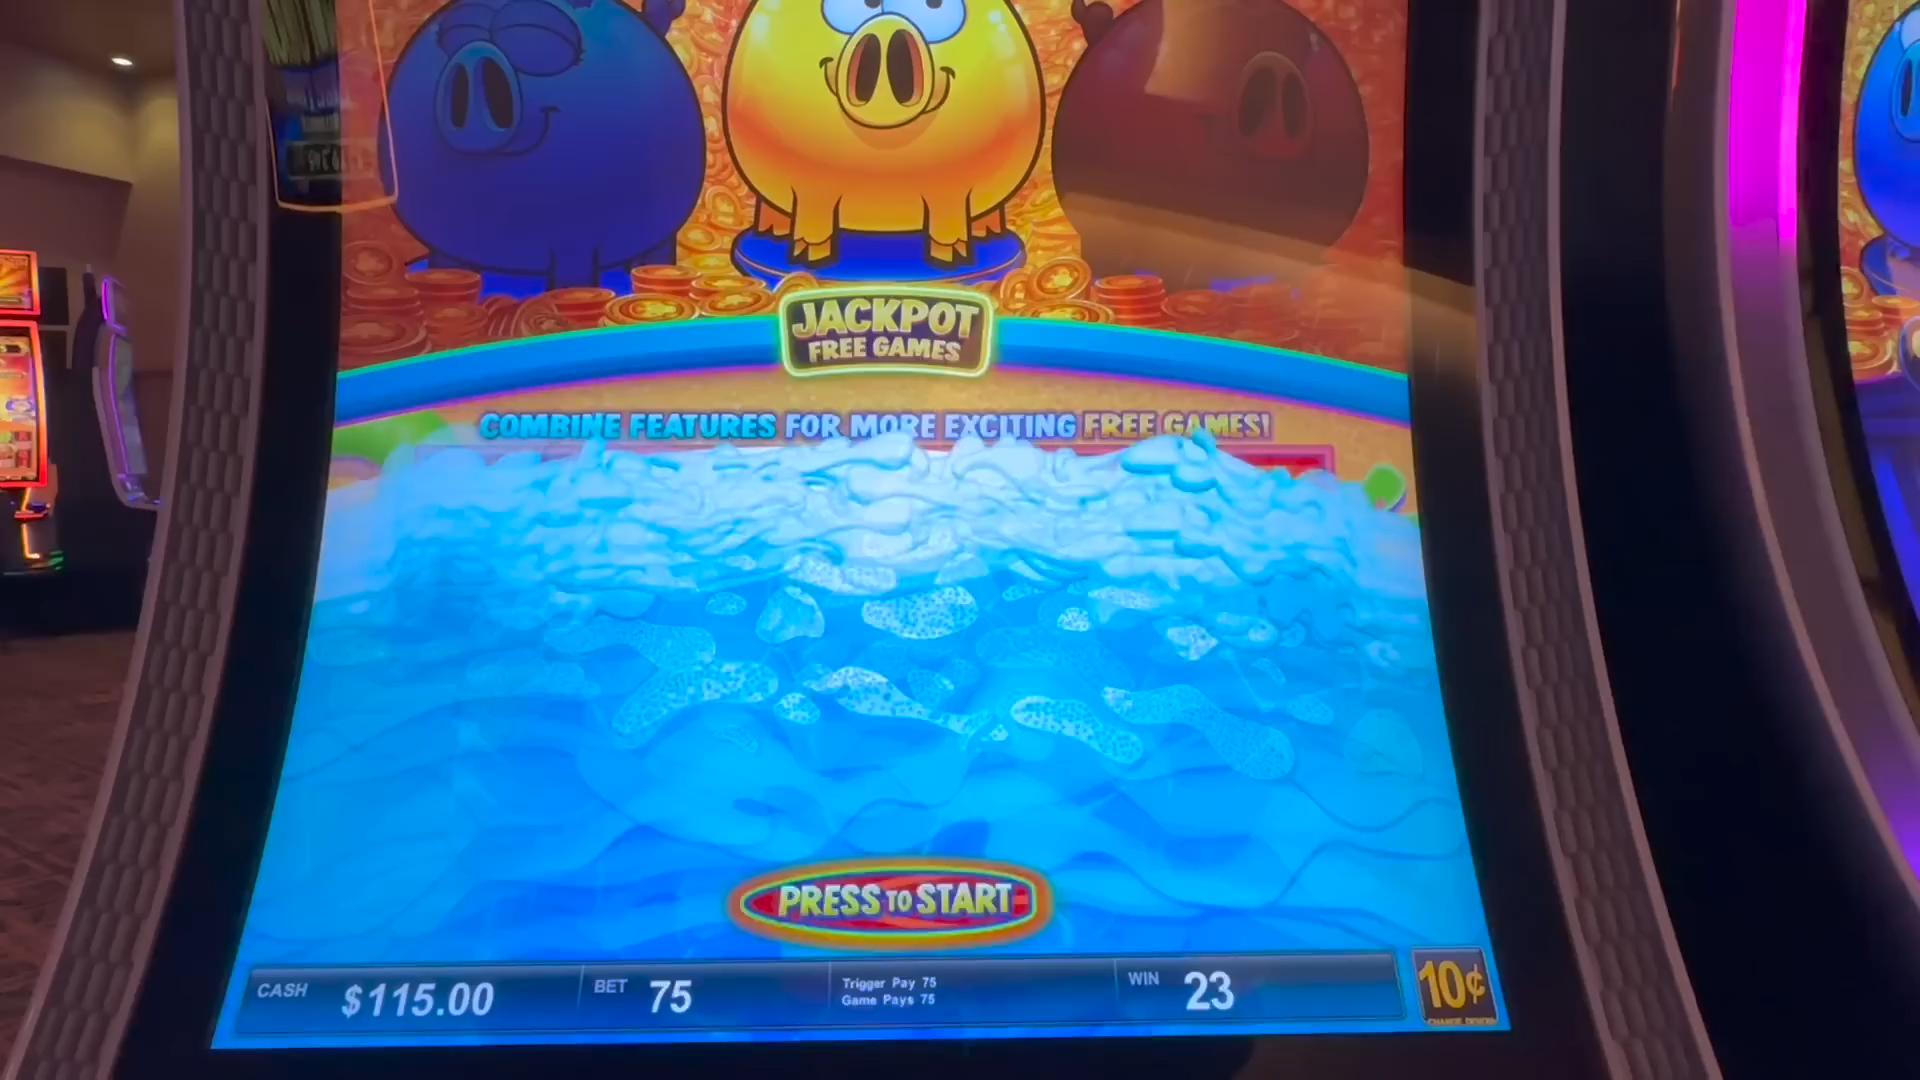 JACKPOT
FREE GAMES
COMBINE FEATURES FOR MORE EXCITING FREE GAMES!
PRESS TO START
CASH $115.00
BET 75
Trigger Pay 75
Game Pays 75
WIN 23
10¢